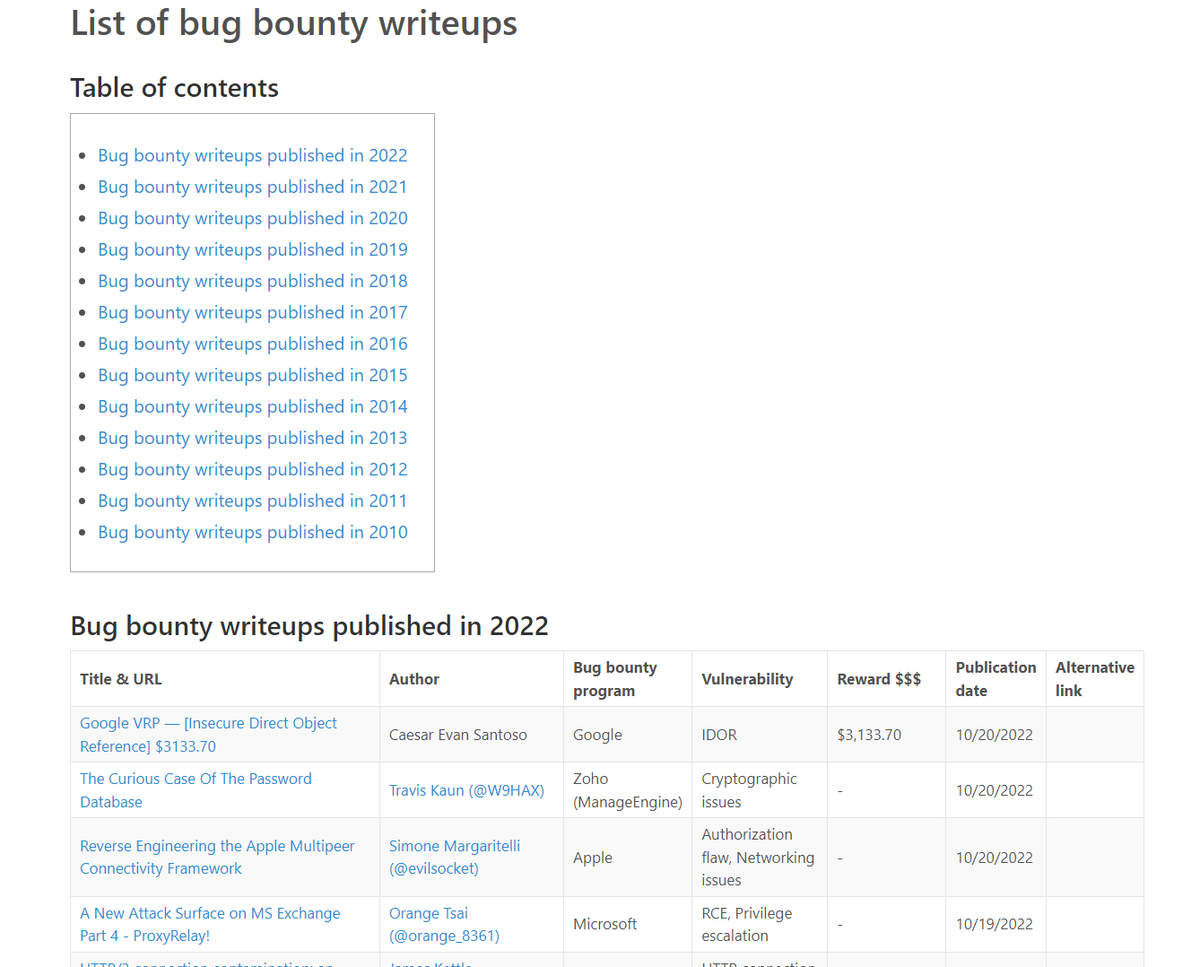 List of bug bounty writeups
Table of contents
Bug bounty writeups published in 2022
Bug bounty writeups published in 2021
Bug bounty writeups published in 2020
Bug bounty writeups published in 2019
Bug bounty writeups published in 2018
Bug bounty writeups published in 2017
Bug bounty writeups published in 2016
Bug bounty writeups published in 2015
Bug bounty writeups published in 2014
Bug bounty writeups published in 2013
Bug bounty writeups published in 2012
Bug bounty writeups published in 2011
Bug bounty writeups published in 2010
Bug bounty writeups published in 2022
Title & URL
Author
Bug bounty
program
Vulnerability
Reward $$$
Publication
date
Alternative
link
Google VRP — [Insecure Direct Object
Reference] $3133.70
Caesar Evan Santoso
Google
IDOR
$3,133.70
10/20/2022
The Curious Case Of The Password
Database
Travis Kaun (@W9HAX)
Zoho
(ManageEngine)
Cryptographic
issues
-
10/20/2022
Reverse Engineering the Apple Multipeer
Connectivity Framework
Simone Margaritelli
(@evilsocket)
Apple
Authorization
flaw, Networking
issues
-
10/20/2022
A New Attack Surface on MS Exchange
Part 4 - ProxyRelay!
Orange Tsai
(@orange_8361)
Microsoft
RCE, Privilege
escalation
-
10/19/2022
HTTP/3 connection contamination: an
James Kettle
HTTP connection